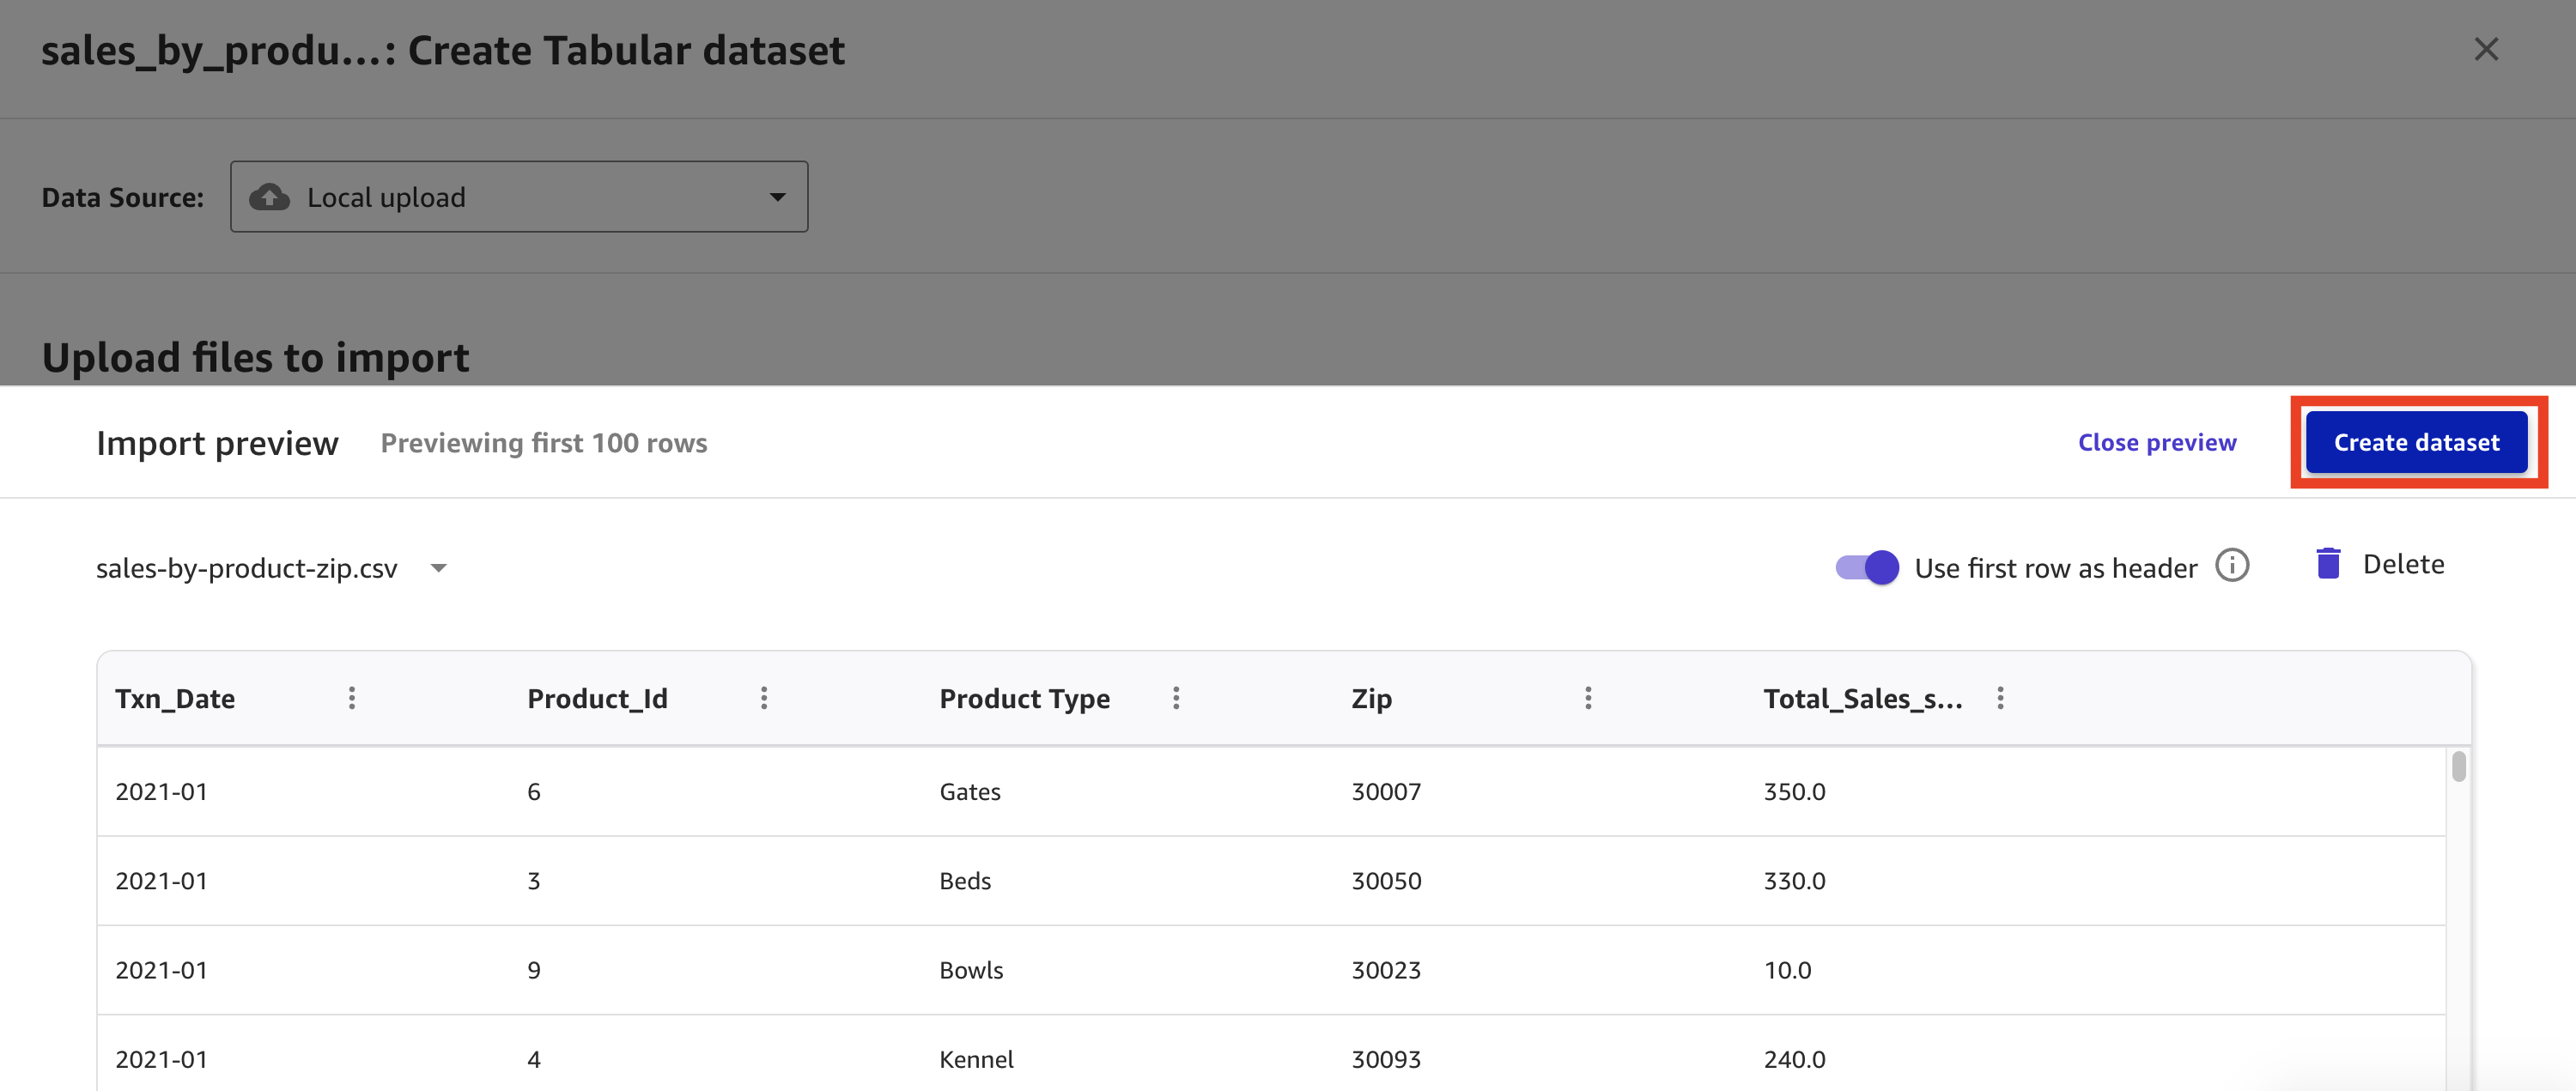 sales_by_produ...: Create Tabular dataset
Data Source: Local upload
Upload files to import
Import preview Previewing first 100 rows Close preview Create dataset
sales-by-product-zip.csv Use first row as header Delete
Txn_Date Product_Id Product Type Zip Total_Sales_s...
2021-01 6 Gates 30007 350.0
2021-01 3 Beds 30050 330.0
2021-01 9 Bowls 30023 10.0
2021-01 4 Kennel 30093 240.0